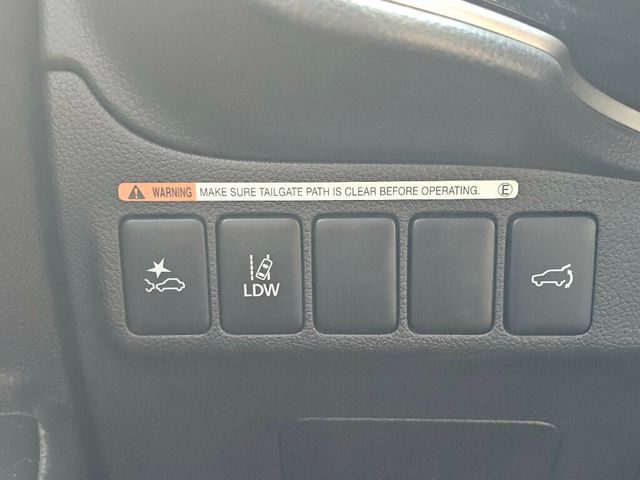 WARNING MAKE SURE TAILGATE PATH IS CLEAR BEFORE OPERATING. E
LDW